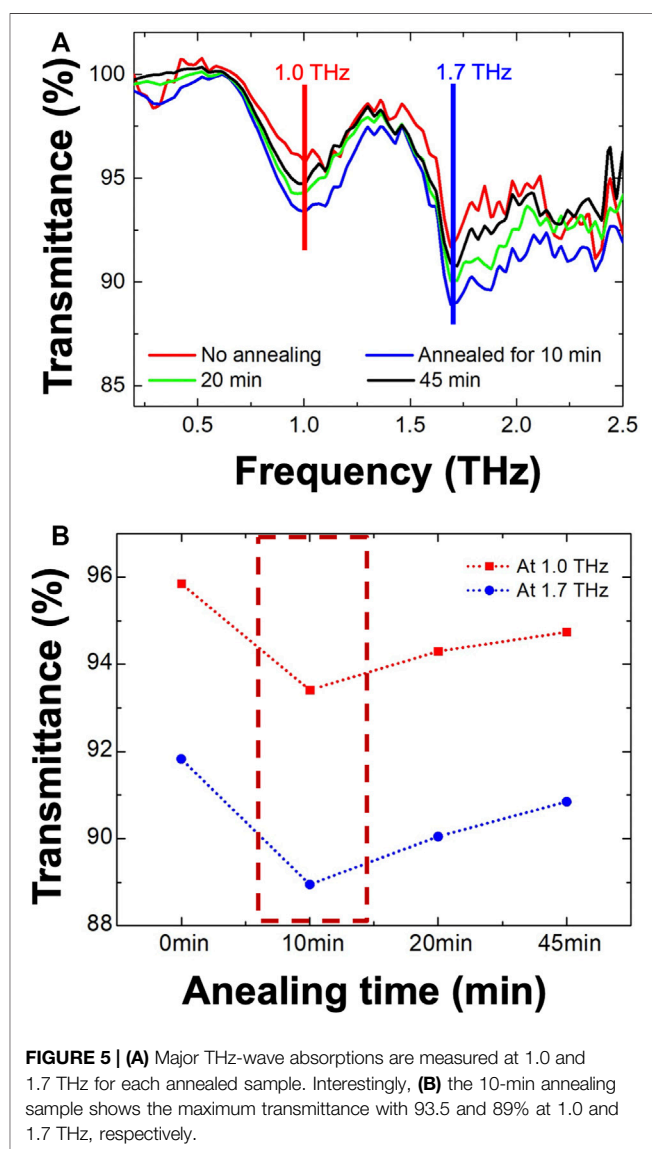 A
Transmittance (%)
100
95
90
85
1.0 THz
1.7 THz
No annealing
Annealed for 10 min
20 min
45 min
0.5
1.0
1.5
2.0
2.5
Frequency (THz)
B
Transmittance (%)
96
94
92
90
88
At 1.0 THz
At 1.7 THz
0min
10min
20min
45min
Anealing time (min)
FIGURE 5 | (A) Major THz-wave absorptions are measured at 1.0 and
1.7 THz for each annealed sample. Interestingly, (B) the 10-min annealing
sample shows the maximum transmittance with 93.5 and 89% at 1.0 and
1.7 THz, respectively.